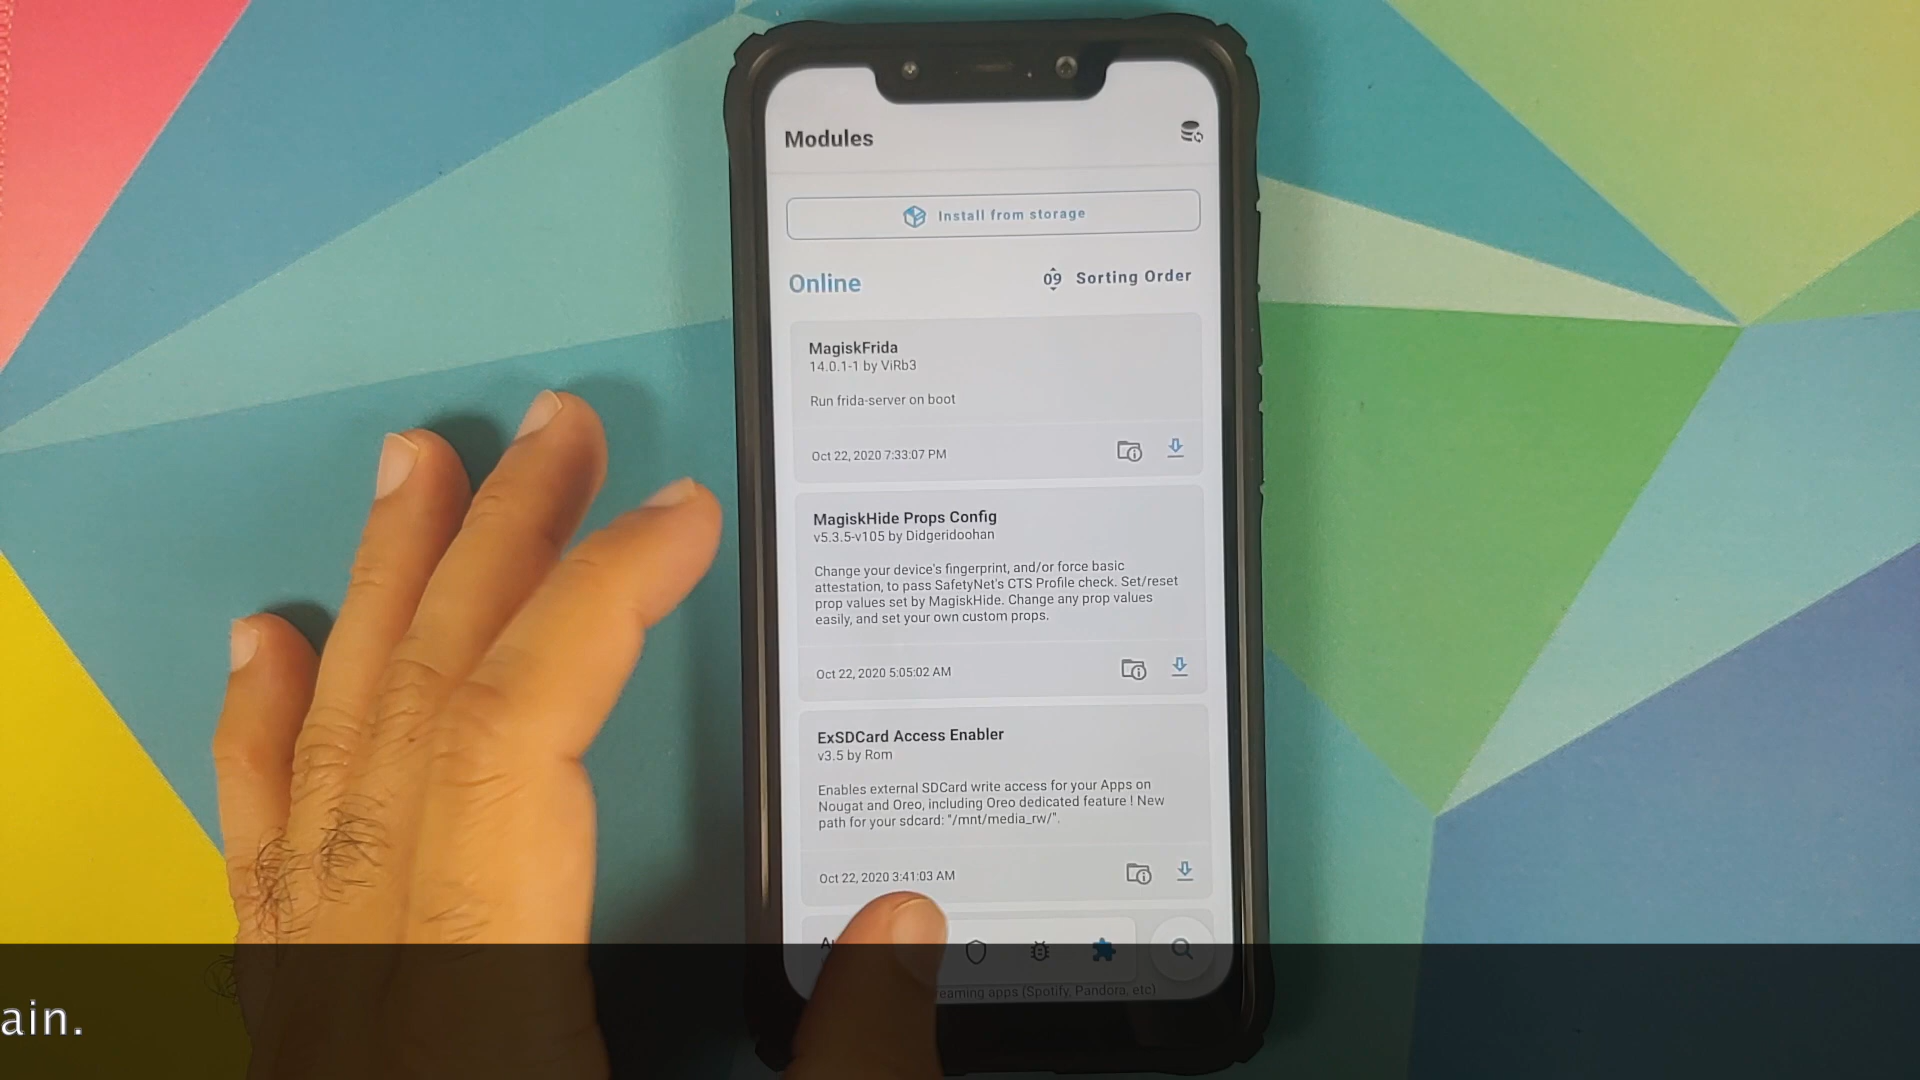 Modules
Install from storage
Online
09 Sorting Order
MagiskFrida
14.0.1-1 by ViRb3
Run frida-server on boot
Oct 22, 2020 7:33:07 PM
MagiskHide Props Config
v5.3.5-v105 by Didgeridoohan
Change your device's fingerprint, and/or force basic
attestation, to pass SafetyNet's CTS Profile check. Set/reset
prop values set by MagiskHide. Change any prop values
easily, and set your own custom props.
Oct 22, 2020 5:05:02 AM
ExSDCard Access Enabler
v3.5 by Rom
Enables external SDCard write access for your Apps on
Nougat and Oreo, including Oreo dedicated feature ! New
path for your sdcard: "/mnt/media_rw/".
Oct 22, 2020 3:41:03 AM
apps (Spotify, Pandora, etc)
ain.